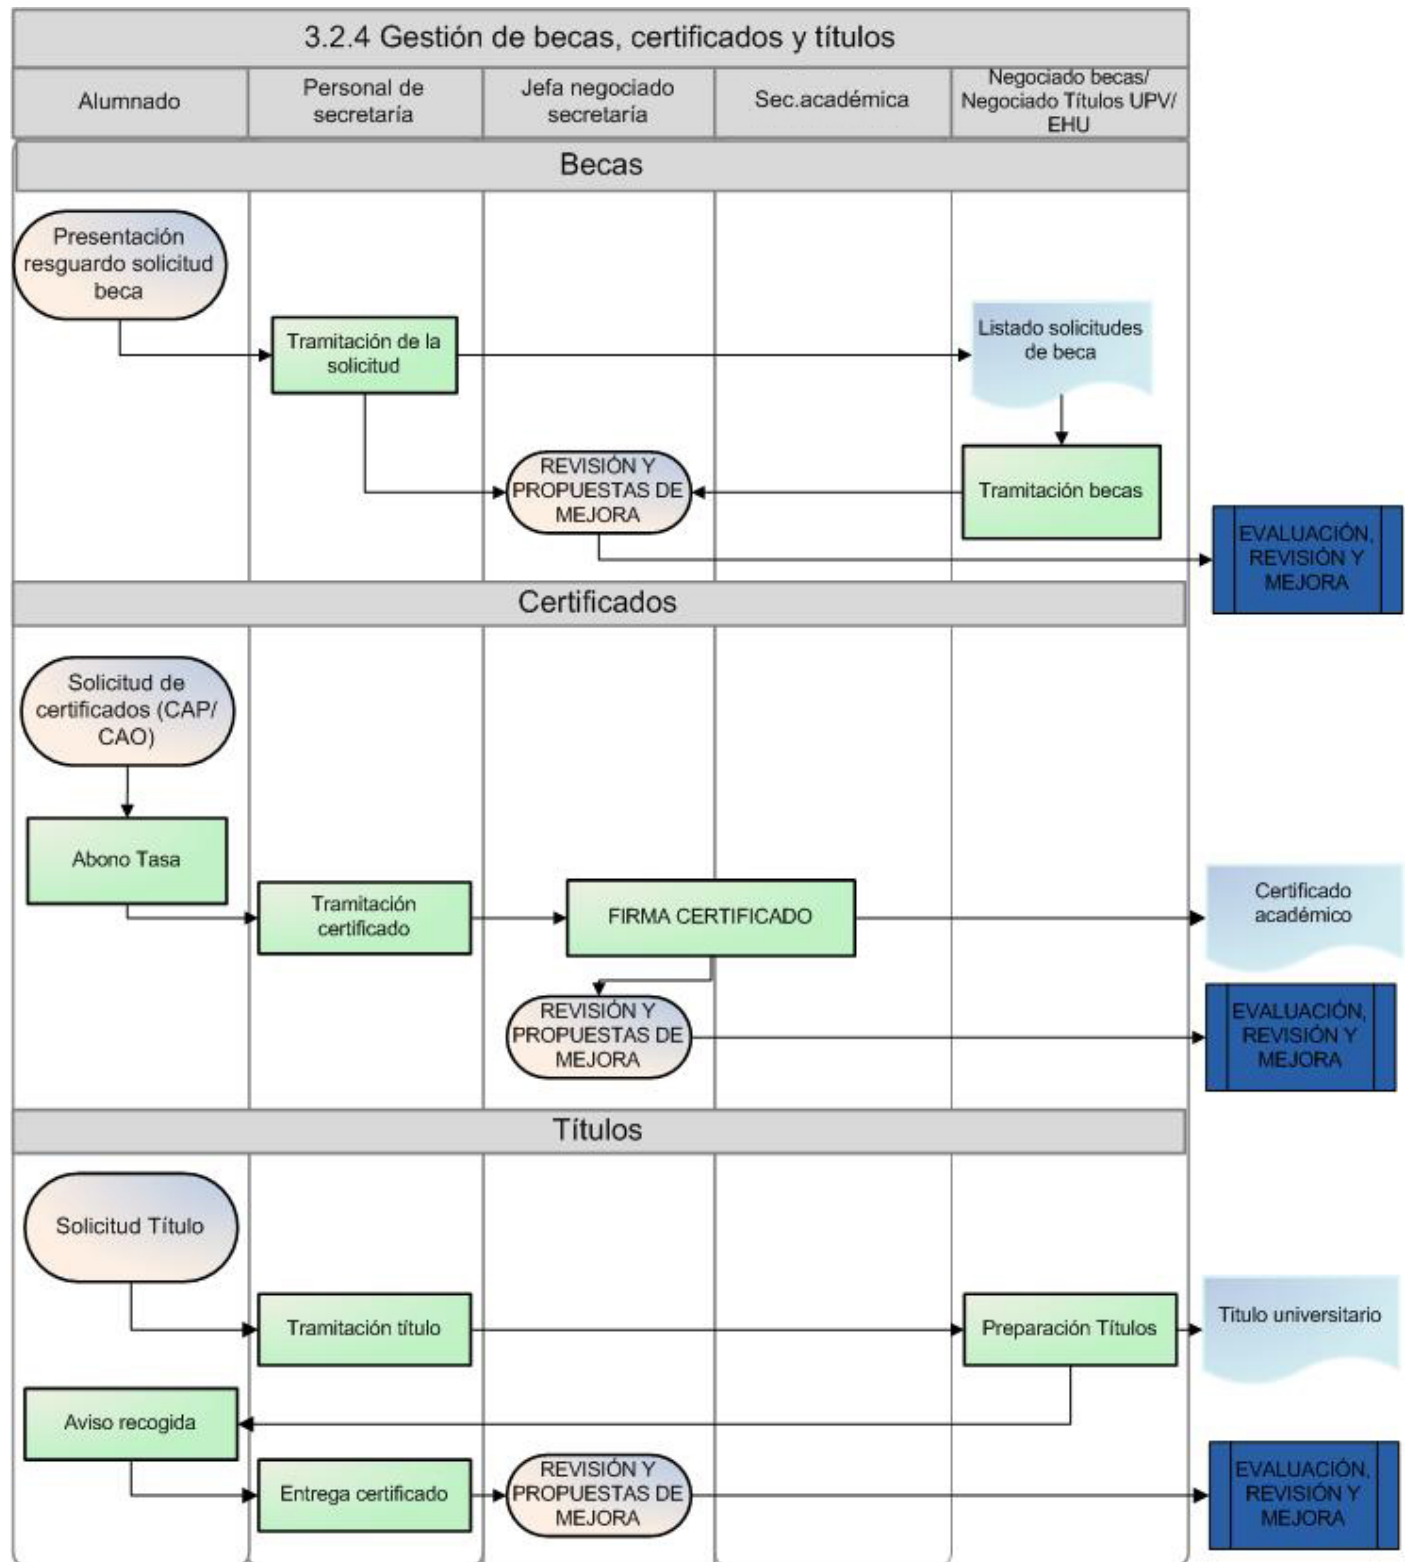 3.2.4 Gestión de becas, certificados y títulos
Alumnado
Personal de
secretaría
Jefa negociado
secretaría
Sec.académica
Negociado becas/
Negociado Títulos UPV/
EHU
Becas
Presentación
resguardo solicitud
beca
Tramitación de la
solicitud
Listado solicitudes
de beca
REVISIÓN Y
PROPUESTAS DE
MEJORA
Tramitación becas
EVALUACIÓN,
REVISIÓN Y
MEJORA
Certificados
Solicitud de
certificados (CAP/
CAO)
Abono Tasa
Tramitación
certificado
FIRMA CERTIFICADO
Certificado
académico
REVISIÓN Y
PROPUESTAS DE
MEJORA
EVALUACIÓN,
REVISIÓN Y
MEJORA
Títulos
Solicitud Título
Tramitación título
Preparación Títulos
Titulo universitario
Aviso recogida
Entrega certificado
REVISIÓN Y
PROPUESTAS DE
MEJORA
EVALUACIÓN,
REVISIÓN Y
MEJORA